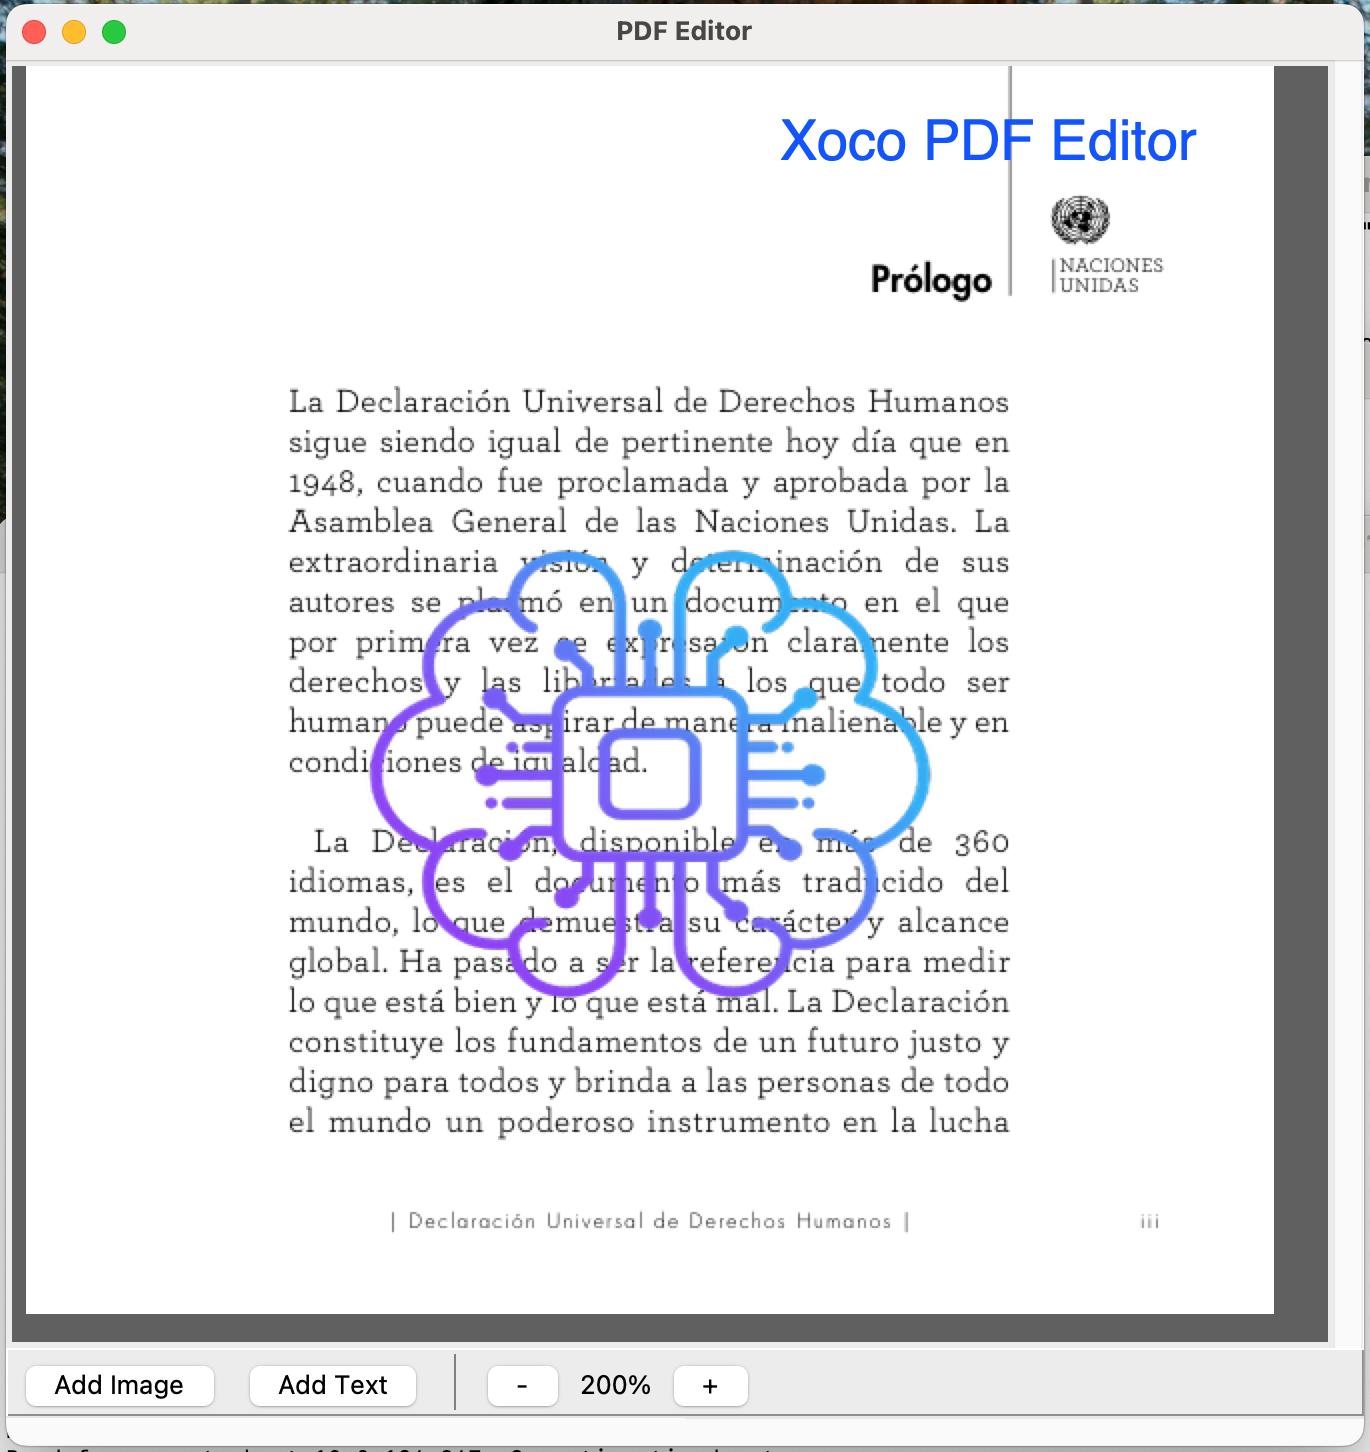 PDF Editor
Xoco PDF Editor
Prólogo
NACIONES
UNIDAS
La Declaración Universal de Derechos Humanos
sigue siendo igual de pertinente hoy día que en
1948, cuando fue proclamada y aprobada por la
Asamblea General de las Naciones Unidas. La
extraordinaria visión y determinación de sus
autores se plasmó en un documento en el que
por primera vez se expresaron claramente los
derechos y las libertades a los que todo ser
humano puede aspirar de manera inalienable y en
condiciones de igualdad.
La Declaración, disponible en más de 360
idiomas, es el documento más traducido del
mundo, lo que demuestra su carácter y alcance
global. Ha pasado a ser la referencia para medir
lo que está bien y lo que está mal. La Declaración
constituye los fundamentos de un futuro justo y
digno para todos y brinda a las personas de todo
el mundo un poderoso instrumento en la lucha
| Declaración Universal de Derechos Humanos | iii
Add Image Add Text - 200% +